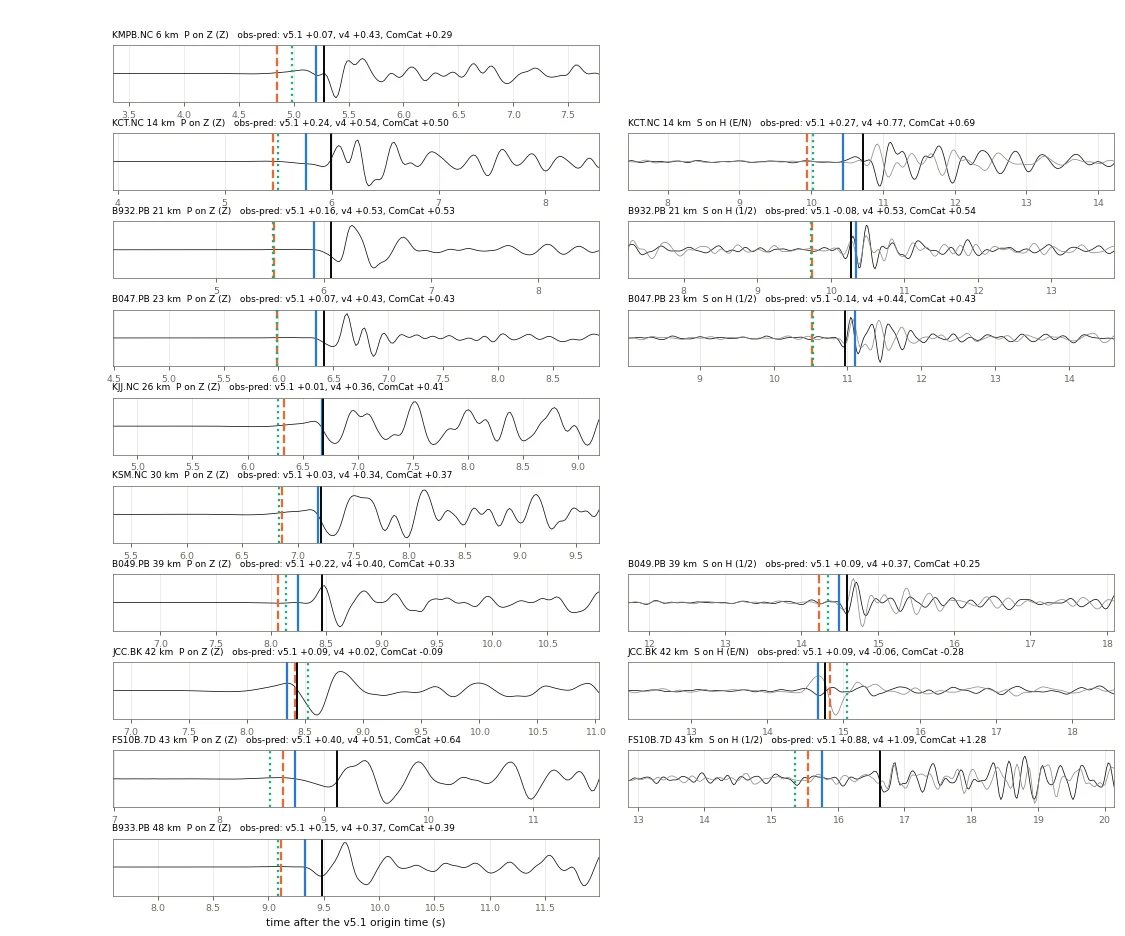 KMPB.NC 6 km P on Z (Z) obs-pred: v5.1 +0.07, v4 +0.43, ComCat +0.29
3.5 4.0 4.5 5.0 5.5 6.0 6.5 7.0 7.5
KCT.NC 14 km P on Z (Z) obs-pred: v5.1 +0.24, v4 +0.54, ComCat +0.50
4 5 6 7 8
KCT.NC 14 km S on H (E/N) obs-pred: v5.1 +0.27, v4 +0.77, ComCat +0.69
8 9 10 11 12 13 14
B932.PB 21 km P on Z (Z) obs-pred: v5.1 +0.16, v4 +0.53, ComCat +0.53
5 6 7 8
B932.PB 21 km S on H (1/2) obs-pred: v5.1 -0.08, v4 +0.53, ComCat +0.54
8 9 10 11 12 13
B047.PB 23 km P on Z (Z) obs-pred: v5.1 +0.07, v4 +0.43, ComCat +0.43
4.5 5.0 5.5 6.0 6.5 7.0 7.5 8.0 8.5
B047.PB 23 km S on H (1/2) obs-pred: v5.1 -0.14, v4 +0.44, ComCat +0.43
9 10 11 12 13 14
KJJ.NC 26 km P on Z (Z) obs-pred: v5.1 +0.01, v4 +0.36, ComCat +0.41
5.0 5.5 6.0 6.5 7.0 7.5 8.0 8.5 9.0
KSM.NC 30 km P on Z (Z) obs-pred: v5.1 +0.03, v4 +0.34, ComCat +0.37
5.5 6.0 6.5 7.0 7.5 8.0 8.5 9.0 9.5
B049.PB 39 km P on Z (Z) obs-pred: v5.1 +0.22, v4 +0.40, ComCat +0.33
7.0 7.5 8.0 8.5 9.0 9.5 10.0 10.5
B049.PB 39 km S on H (1/2) obs-pred: v5.1 +0.09, v4 +0.37, ComCat +0.25
12 13 14 15 16 17 18
JCC.BK 42 km P on Z (Z) obs-pred: v5.1 +0.09, v4 +0.02, ComCat -0.09
7.0 7.5 8.0 8.5 9.0 9.5 10.0 10.5 11.0
JCC.BK 42 km S on H (E/N) obs-pred: v5.1 +0.09, v4 -0.06, ComCat -0.28
13 14 15 16 17 18
FS10B.7D 43 km P on Z (Z) obs-pred: v5.1 +0.40, v4 +0.51, ComCat +0.64
7 8 9 10 11
FS10B.7D 43 km S on H (1/2) obs-pred: v5.1 +0.88, v4 +1.09, ComCat +1.28
13 14 15 16 17 18 19 20
B933.PB 48 km P on Z (Z) obs-pred: v5.1 +0.15, v4 +0.37, ComCat +0.39
8.0 8.5 9.0 9.5 10.0 10.5 11.0 11.5
time after the v5.1 origin time (s)